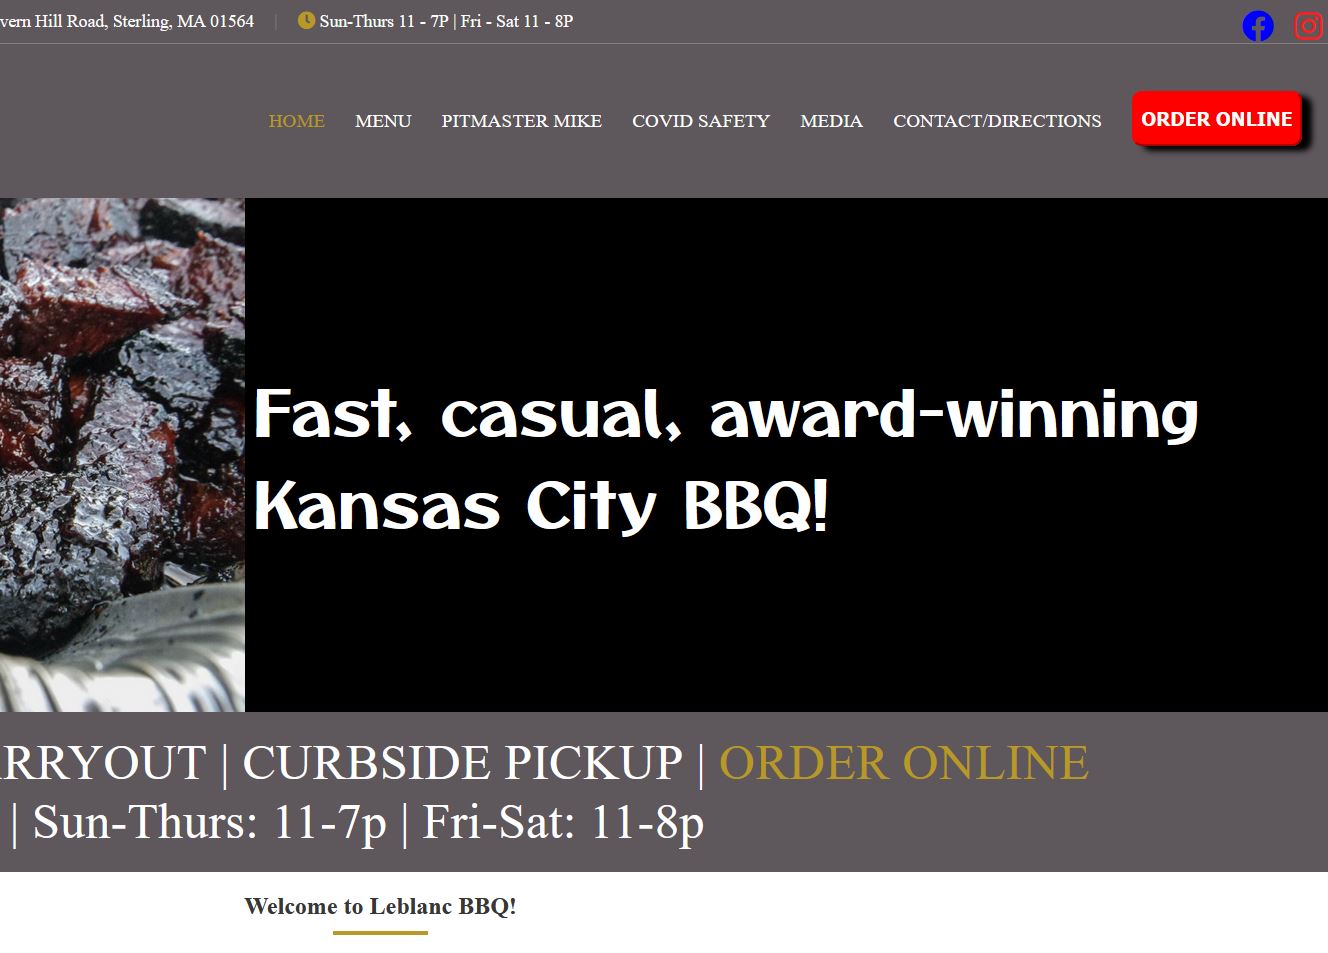 vern Hill Road, Sterling, MA 01564 | Sun-Thurs 11 - 7P | Fri - Sat 11 - 8P
HOME MENU PITMASTER MIKE COVID SAFETY MEDIA CONTACT/DIRECTIONS ORDER ONLINE
Fast, casual, award-winning
Kansas City BBQ!
RRYOUT | CURBSIDE PICKUP | ORDER ONLINE
| Sun-Thurs: 11-7p | Fri-Sat: 11-8p
Welcome to Leblanc BBQ!